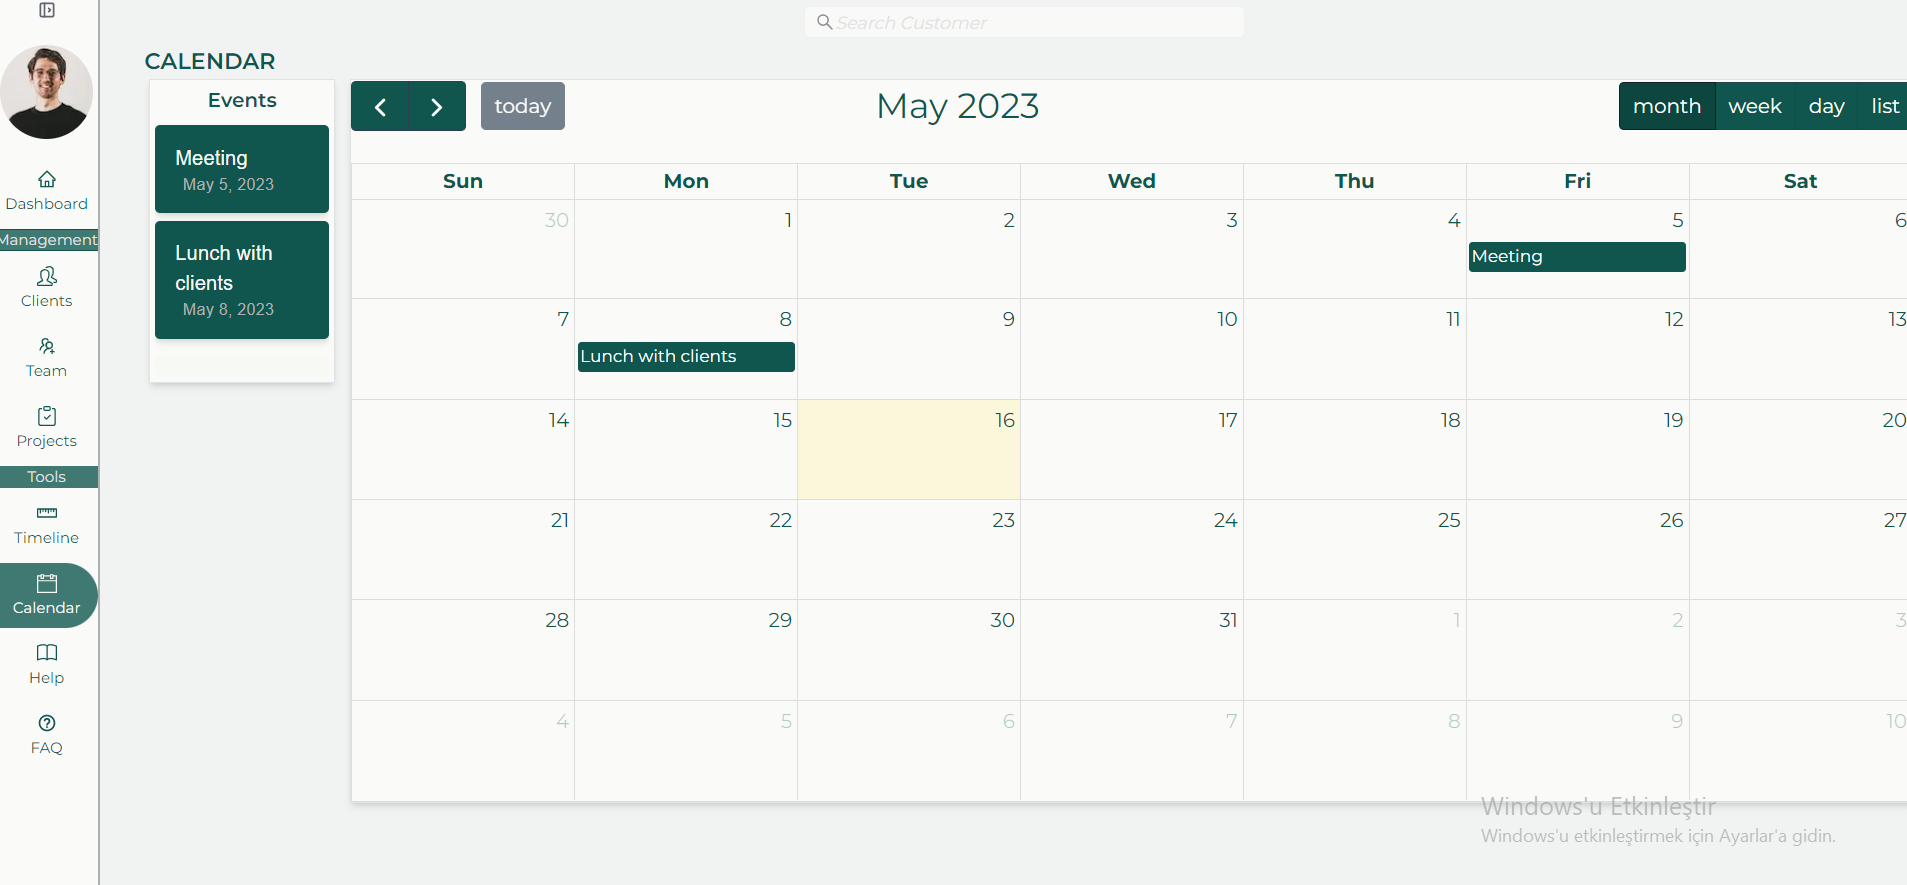 Search Customer
CALENDAR
Events
Meeting
May 5, 2023
Lunch with
clients
May 8, 2023
Dashboard
Management
Clients
Team
Projects
Tools
Timeline
Calendar
Help
FAQ
today
May 2023
month week day list
Sun Mon Tue Wed Thu Fri Sat
30 1 2 3 4 5 6
Meeting
7 8 9 10 11 12 13
Lunch with clients
14 15 16 17 18 19 20
21 22 23 24 25 26 27
28 29 30 31 1 2 3
4 5 6 7 8 9 10
Windows'u Etkinleştir
Windows'u etkinleştirmek için Ayarlar'a gidin.